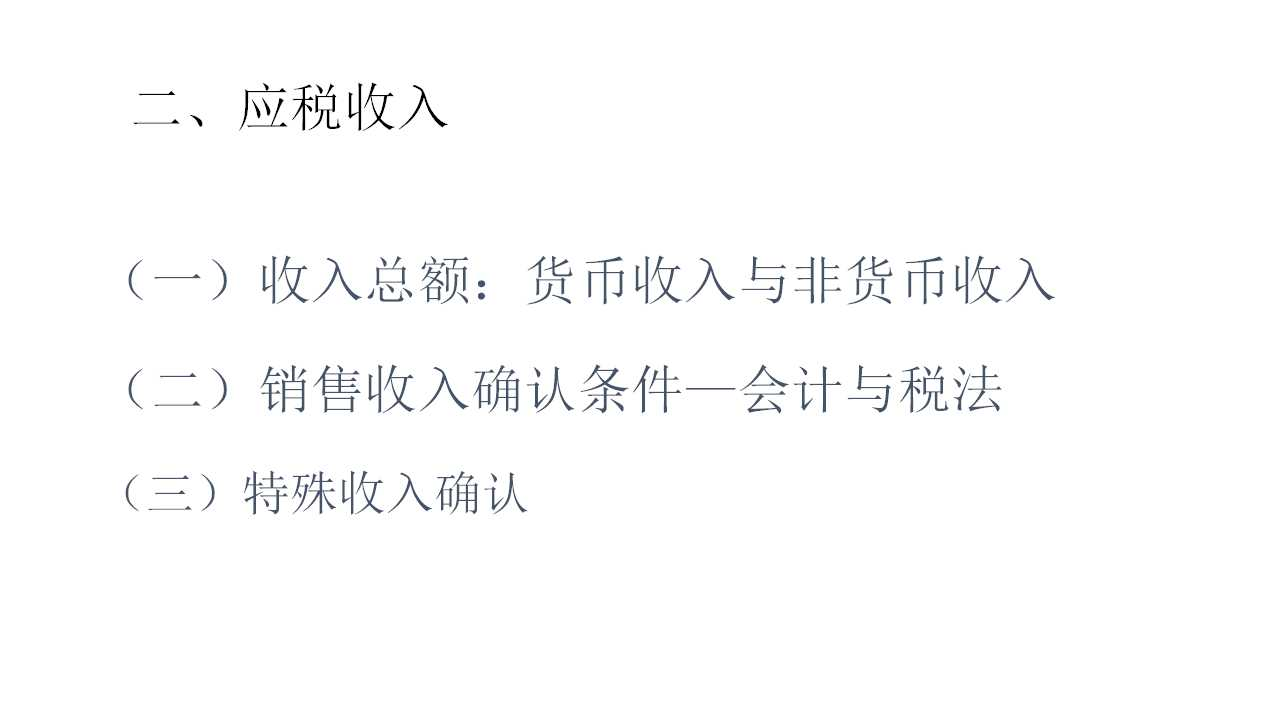 二、应税收入
（一）收入总额：货币收入与非货币收入
（二）销售收入确认条件—会计与税法
（三）特殊收入确认